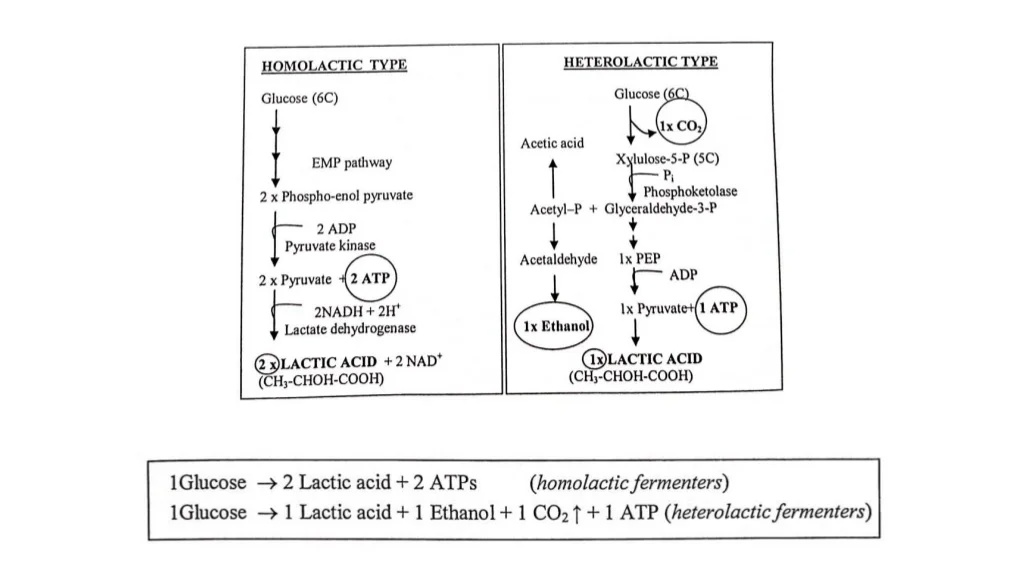 HOMOLACTIC TYPE
Glucose (6C)
EMP pathway
2 x Phospho-enol pyruvate
2 ADP
Pyruvate kinase
2 x Pyruvate + 2 ATP
2NADH + 2H⁺
Lactate dehydrogenase
2 x LACTIC ACID + 2 NAD⁺
(CH₃-CHOH-COOH)
HETEROLACTIC TYPE
Glucose (6C)
1x CO₂
Acetic acid
Xylulose-5-P (5C)
Pᵢ
Phosphoketolase
Acetyl–P + Glyceraldehyde-3-P
Acetaldehyde 1x PEP
ADP
1x Pyruvate+ 1 ATP
1x Ethanol
1x LACTIC ACID
(CH₃-CHOH-COOH)
1Glucose → 2 Lactic acid + 2 ATPs (homolactic fermenters)
1Glucose → 1 Lactic acid + 1 Ethanol + 1 CO₂ ↑ + 1 ATP (heterolactic fermenters)